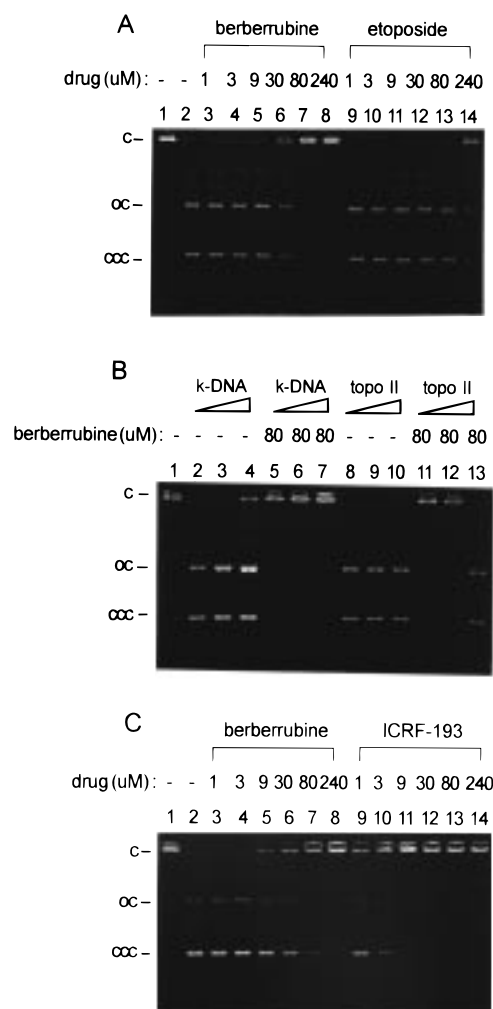 A
berberrubine etoposide
drug (uM) : - - 1 3 9 30 80 240 1 3 9 30 80 240
1 2 3 4 5 6 7 8 9 10 11 12 13 14
C –
OC –
CCC –
B
k-DNA k-DNA topo II topo II
berberrubine (uM) : - - - - 80 80 80 - - - 80 80 80
1 2 3 4 5 6 7 8 9 10 11 12 13
C –
OC –
CCC –
C
berberrubine ICRF-193
drug (uM) : - - 1 3 9 30 80 240 1 3 9 30 80 240
1 2 3 4 5 6 7 8 9 10 11 12 13 14
C –
OC –
CCC –